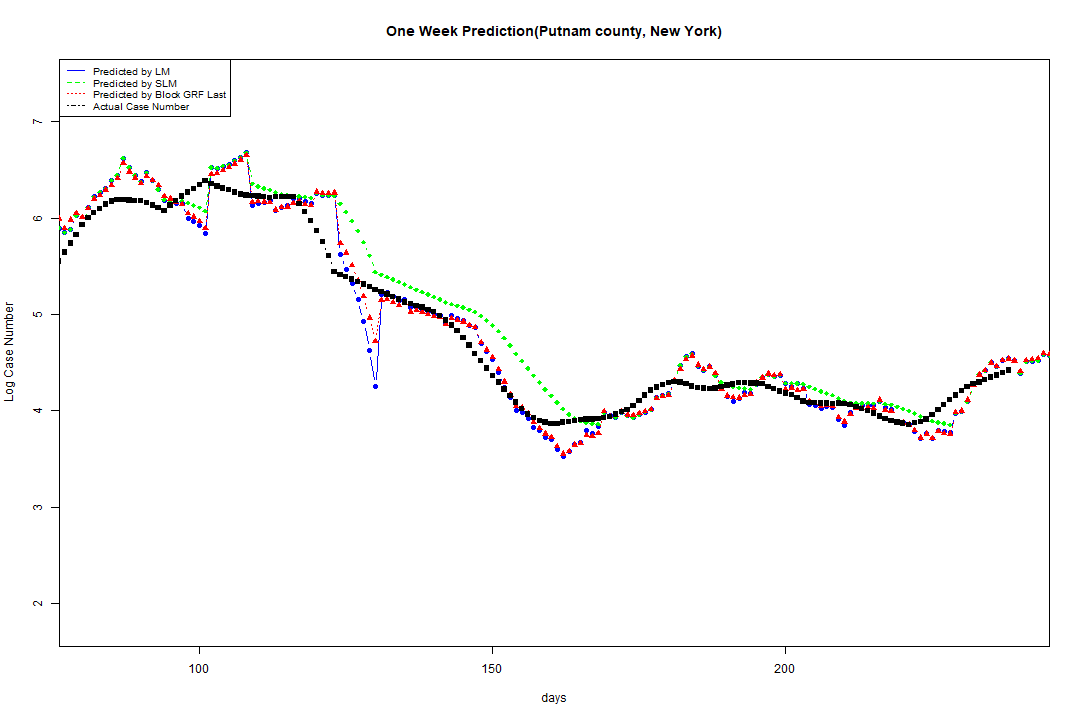 One Week Prediction(Putnam county, New York)
Predicted by LM
Predicted by SLM
Predicted by Block GRF Last
Actual Case Number
7
6
5
4
3
2
Log Case Number
100 150 200
days